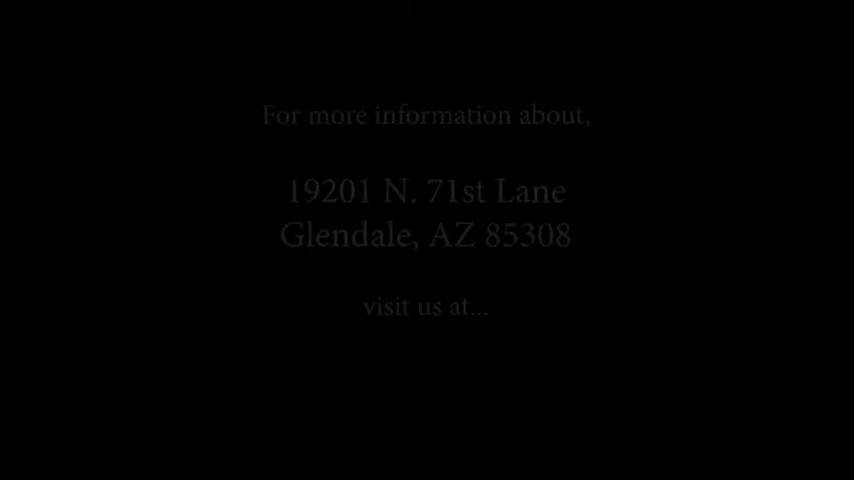 For more information about,
19201 N. 71st Lane
Glendale, AZ 85308
visit us at...